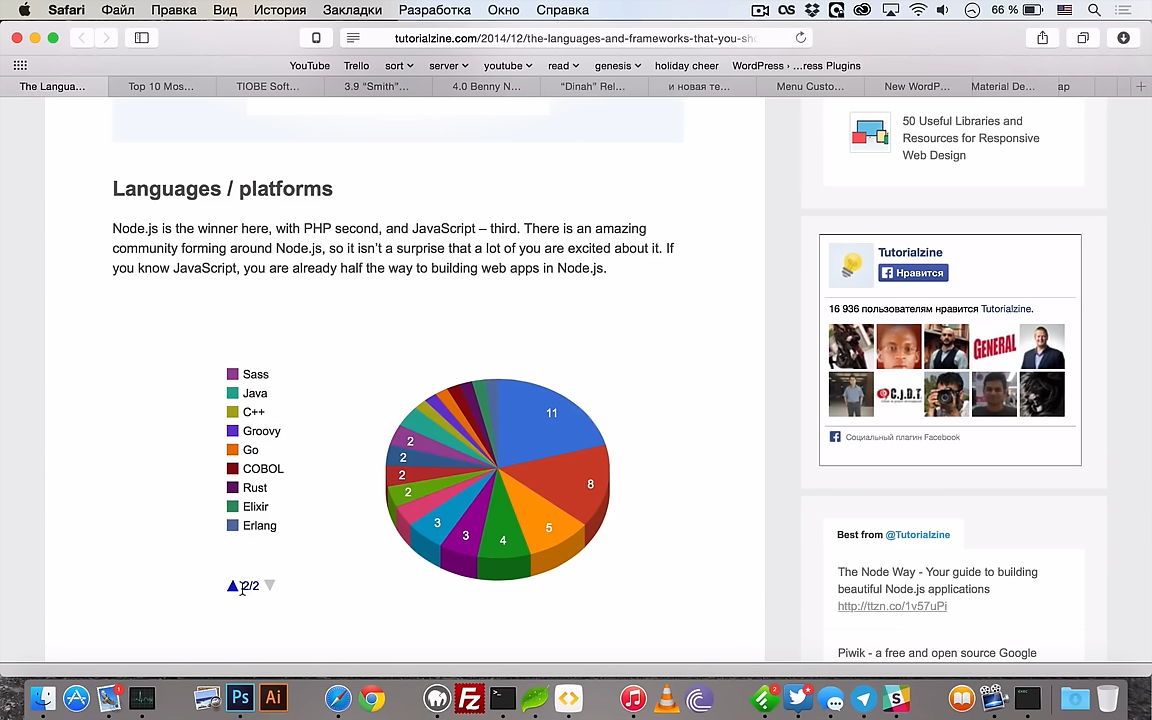 Safari Файл Правка Вид История Закладки Разработка Окно Справка 66 %
tutorialzine.com/2014/12/the-languages-and-frameworks-that-you-sho
YouTube Trello sort server youtube read genesis holiday cheer WordPress › ...ress Plugins
The Langua... Top 10 Mos... TIOBE Soft... 3.9 “Smith”... 4.0 Benny N... “Dinah” Rel... и новая те... Menu Custo... New WordP... Material De... ap
50 Useful Libraries and
Resources for Responsive
Web Design
Languages / platforms
Node.js is the winner here, with PHP second, and JavaScript – third. There is an amazing
community forming around Node.js, so it isn’t a surprise that a lot of you are excited about it. If
you know JavaScript, you are already half the way to building web apps in Node.js.
Sass
Java
C++
Groovy
Go
COBOL
Rust
Elixir
Erlang
2/2
11
8
5
4
3
3
2
2
2
2
Tutorialzine
Нравится
16 936 пользователям нравится Tutorialzine.
GENERAL
C.j.D.T.
Социальный плагин Facebook
Best from @Tutorialzine
The Node Way - Your guide to building
beautiful Node.js applications
http://ttzn.co/1v57uPi
Piwik - a free and open source Google
Ps Ai Fz